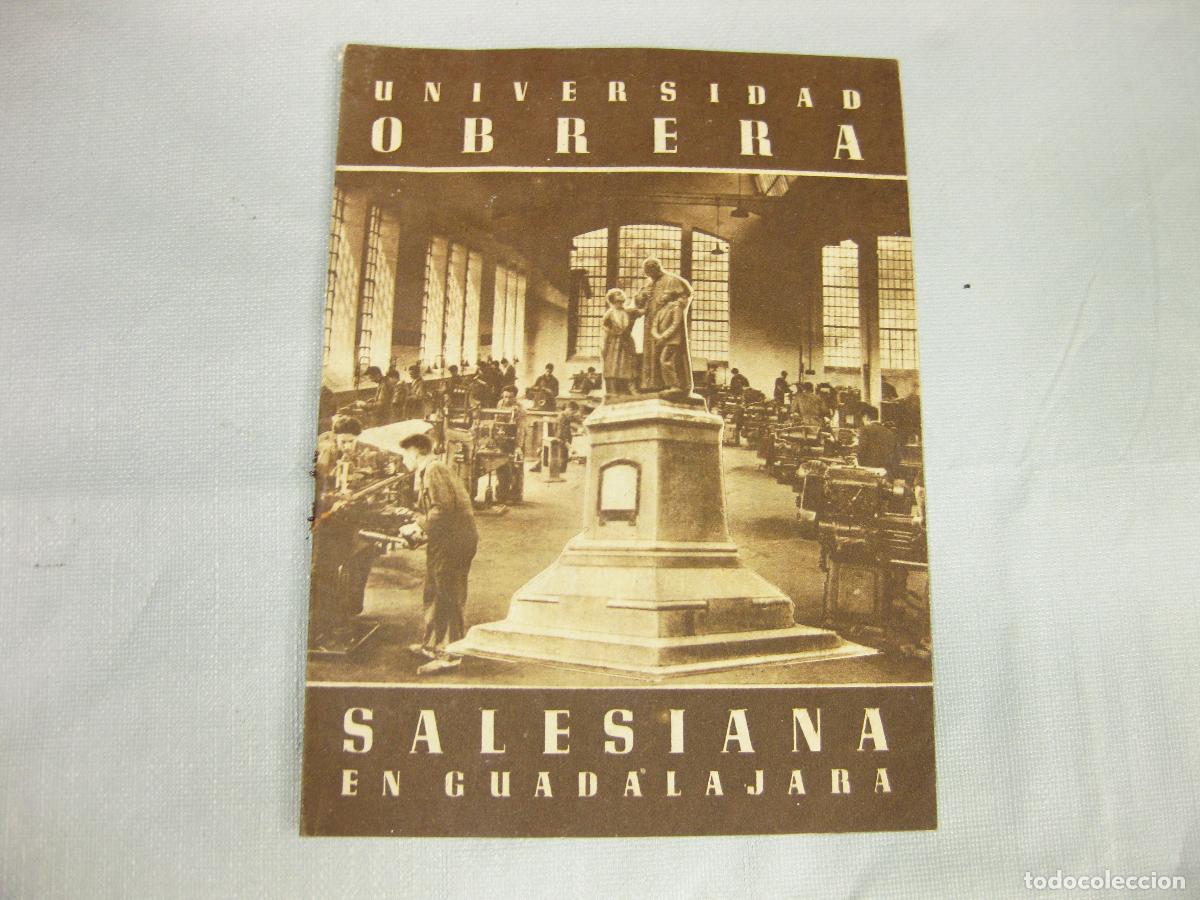 UNIVERSIDAD
OBRERA
SALESIANA
EN GUADALAJARA
todocoleccion